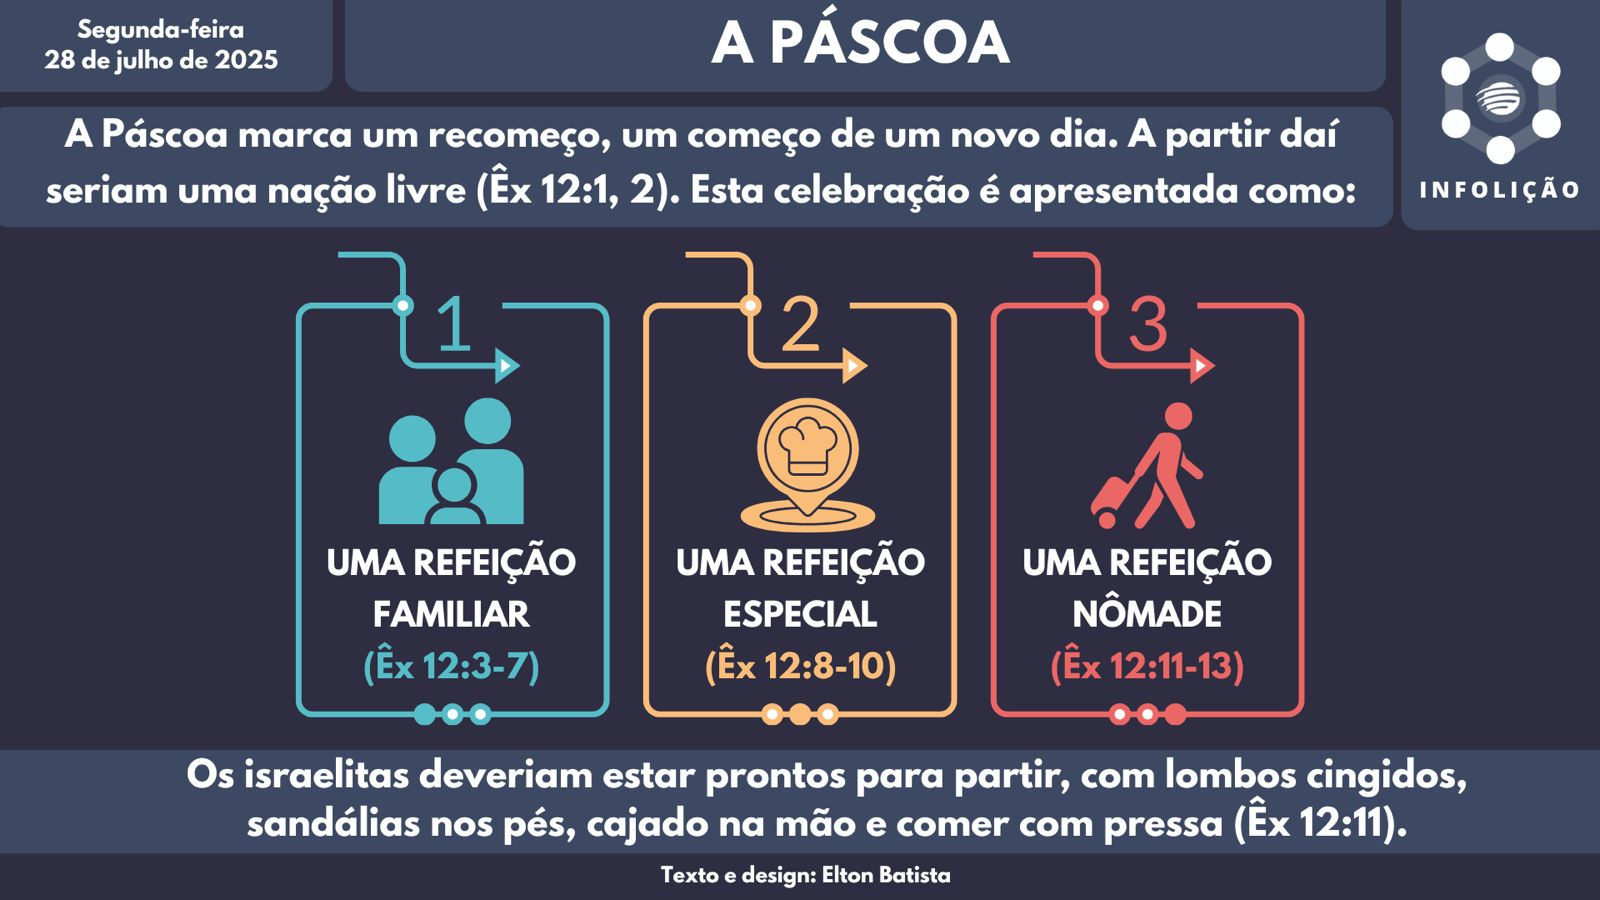 Segunda-feira
28 de julho de 2025
A PÁSCOA
A Páscoa marca um recomeço, um começo de um novo dia. A partir daí
seriam uma nação livre (Êx 12:1, 2). Esta celebração é apresentada como:
INFOLIÇÃO
1
UMA REFEIÇÃO
FAMILIAR
(Êx 12:3-7)
2
UMA REFEIÇÃO
ESPECIAL
(Êx 12:8-10)
3
UMA REFEIÇÃO
NÔMADE
(Êx 12:11-13)
Os israelitas deveriam estar prontos para partir, com lombos cingidos,
sandálias nos pés, cajado na mão e comer com pressa (Êx 12:11).
Texto e design: Elton Batista